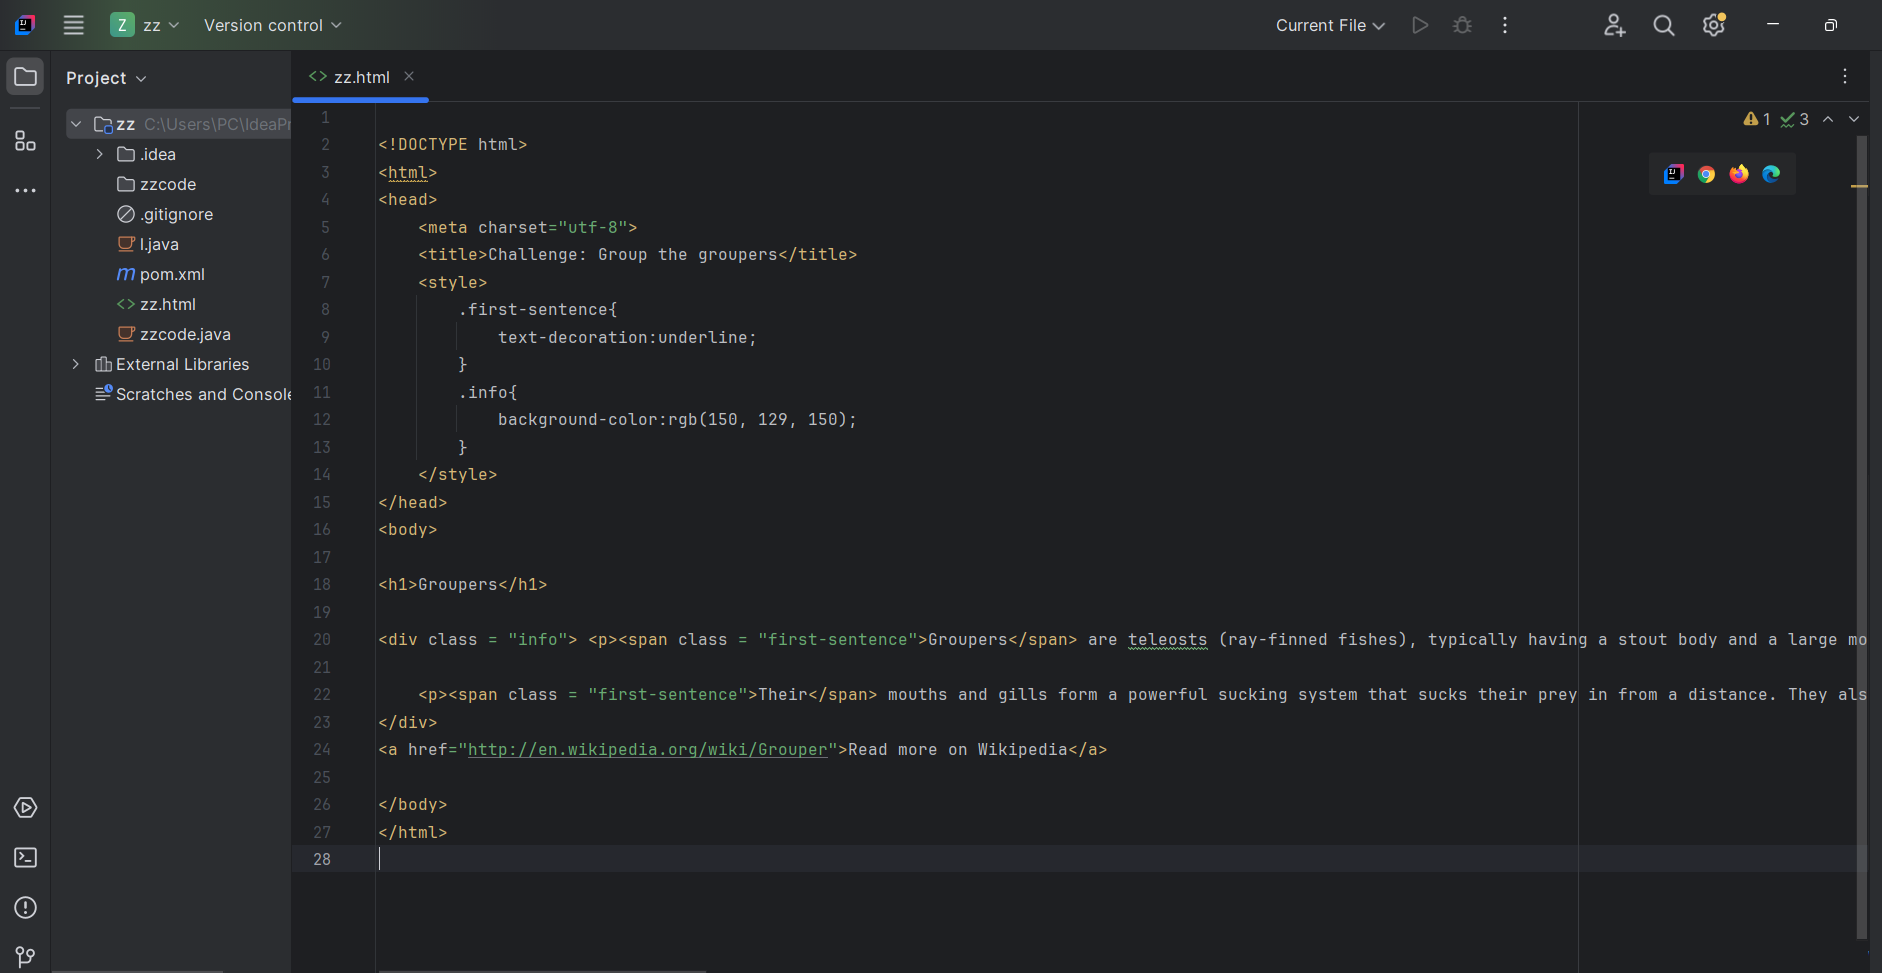 Z zz Version control Current File
Project
zz.html
zz C:\Users\PC\IdeaPr
.idea
zzcode
.gitignore
I.java
pom.xml
zz.html
zzcode.java
External Libraries
Scratches and Console
1 3
1
2 <!DOCTYPE html>
3 <html>
4 <head>
5 <meta charset="utf-8">
6 <title>Challenge: Group the groupers</title>
7 <style>
8 .first-sentence{
9 text-decoration:underline;
10 }
11 .info{
12 background-color:rgb(150, 129, 150);
13 }
14 </style>
15 </head>
16 <body>
17
18 <h1>Groupers</h1>
19
20 <div class = "info"> <p><span class = "first-sentence">Groupers</span> are teleosts (ray-finned fishes), typically having a stout body and a large mo
21
22 <p><span class = "first-sentence">Their</span> mouths and gills form a powerful sucking system that sucks their prey in from a distance. They als
23 </div>
24 <a href="http://en.wikipedia.org/wiki/Grouper">Read more on Wikipedia</a>
25
26 </body>
27 </html>
28